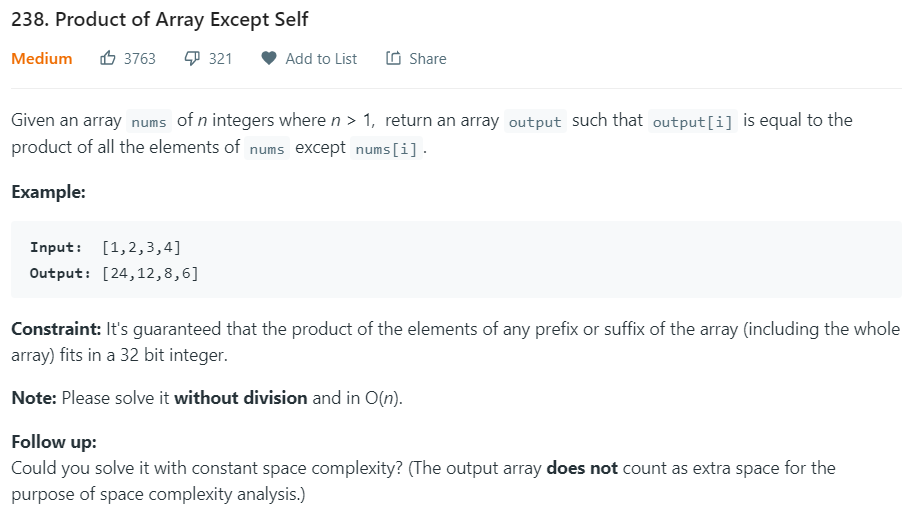 238. Product of Array Except Self
Medium 3763 321 Add to List Share
Given an array nums of n integers where n > 1, return an array output such that output[i] is equal to the
product of all the elements of nums except nums[i].
Example:
Input: [1,2,3,4]
Output: [24,12,8,6]
Constraint: It's guaranteed that the product of the elements of any prefix or suffix of the array (including the whole
array) fits in a 32 bit integer.
Note: Please solve it without division and in O(n).
Follow up:
Could you solve it with constant space complexity? (The output array does not count as extra space for the
purpose of space complexity analysis.)